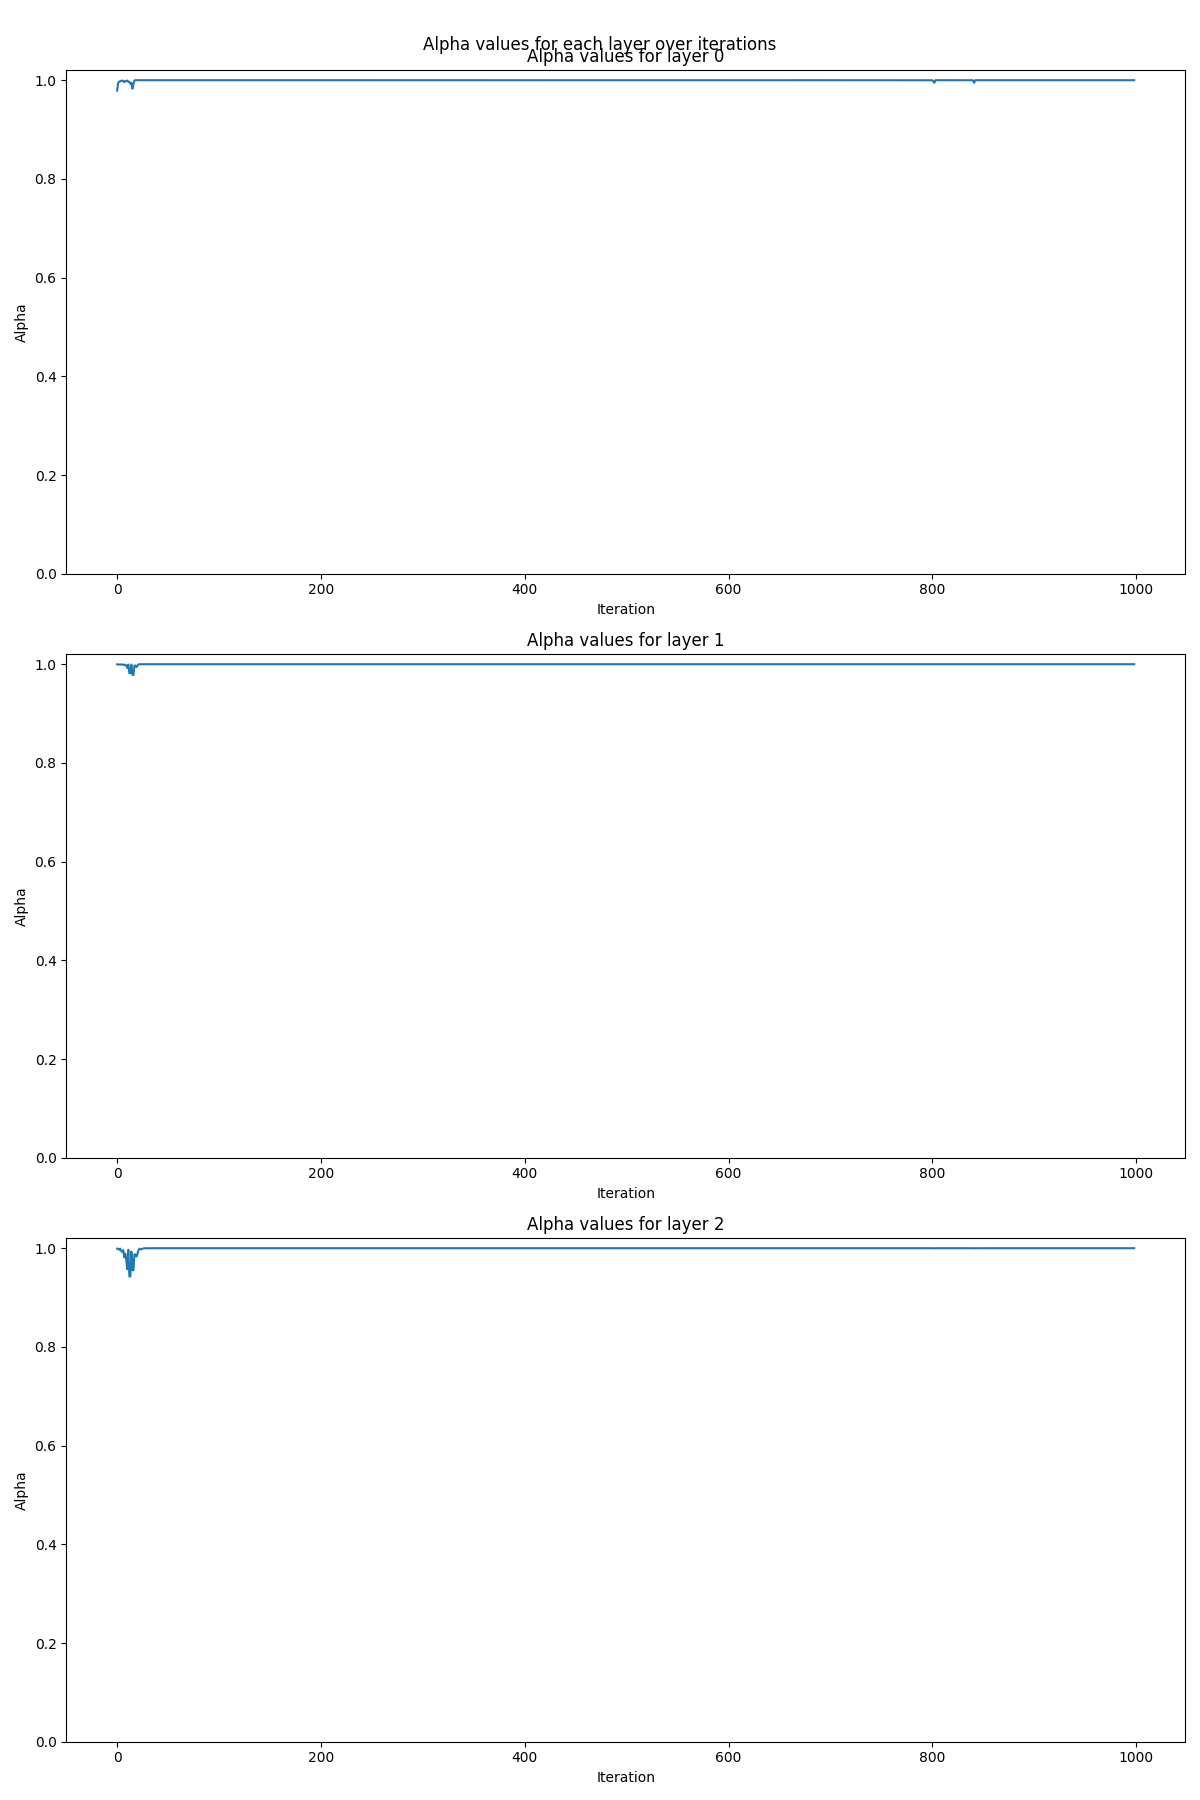 Alpha values for each layer over iterations
Alpha values for layer 0
1.0
0.8
0.6
0.4
0.2
0.0
Alpha
0 200 400 600 800 1000
Iteration
Alpha values for layer 1
1.0
0.8
0.6
0.4
0.2
0.0
Alpha
0 200 400 600 800 1000
Iteration
Alpha values for layer 2
1.0
0.8
0.6
0.4
0.2
0.0
Alpha
0 200 400 600 800 1000
Iteration